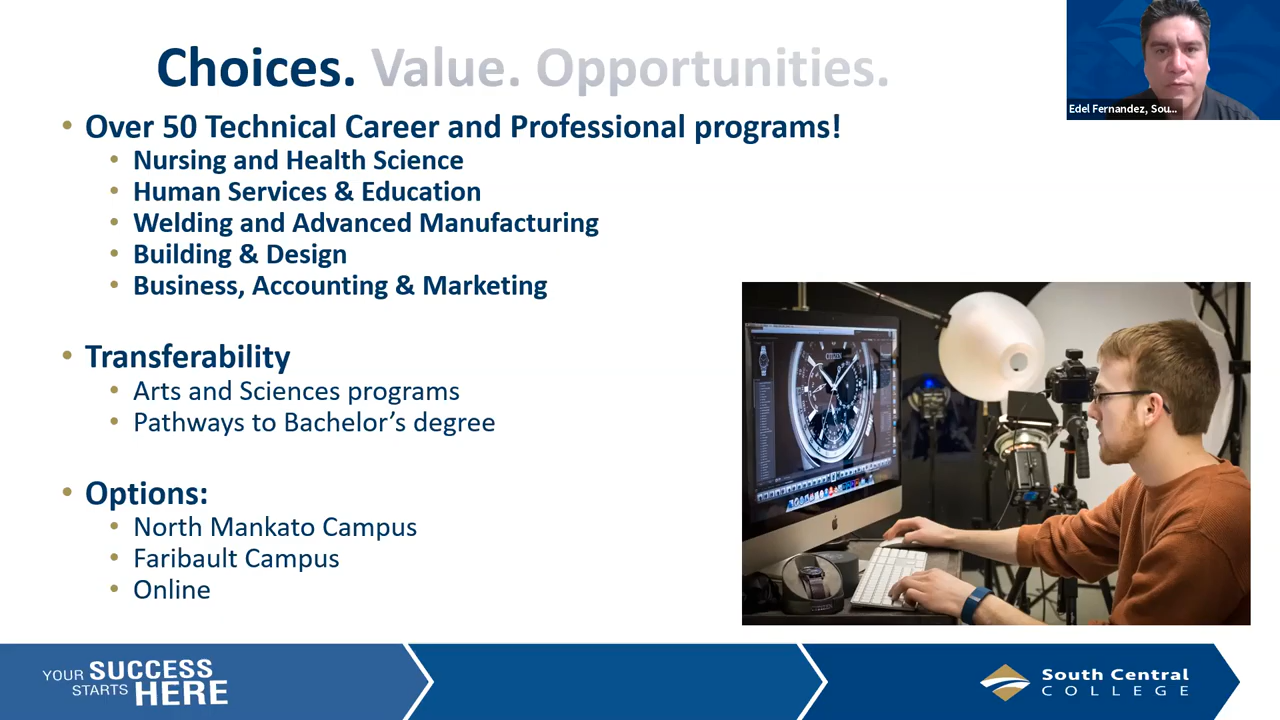 Choices. Value. Opportunities.
Edel Fernandez, Sou...
• Over 50 Technical Career and Professional programs!
• Nursing and Health Science
• Human Services & Education
• Welding and Advanced Manufacturing
• Building & Design
• Business, Accounting & Marketing
• Transferability
• Arts and Sciences programs
• Pathways to Bachelor’s degree
• Options:
• North Mankato Campus
• Faribault Campus
• Online
CITIZEN
YOUR SUCCESS
STARTS HERE
South Central
COLLEGE